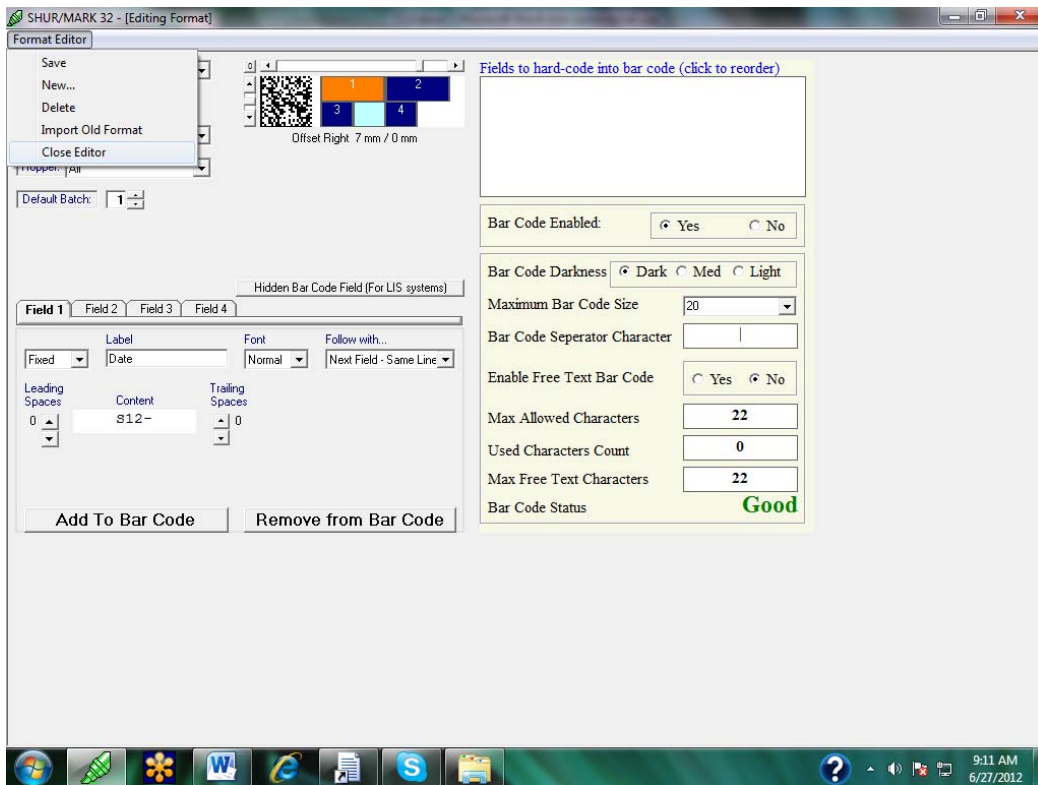 SHUR/MARK 32 - [Editing Format]
Format Editor
Save
New...
Delete
Import Old Format
Close Editor
Hopper: All
Default Batch: 1
0
1 2
3 4
Offset Right 7 mm / 0 mm
Hidden Bar Code Field (For LIS systems)
Field 1 Field 2 Field 3 Field 4
Label Font Follow with...
Fixed Date Normal Next Field - Same Line
Leading Spaces Content Trailing Spaces
0 S12- 0
Add To Bar Code Remove from Bar Code
Fields to hard-code into bar code (click to reorder)
Bar Code Enabled: Yes No
Bar Code Darkness Dark Med Light
Maximum Bar Code Size 20
Bar Code Seperator Character
Enable Free Text Bar Code Yes No
Max Allowed Characters 22
Used Characters Count 0
Max Free Text Characters 22
Bar Code Status Good
9:11 AM
6/27/2012